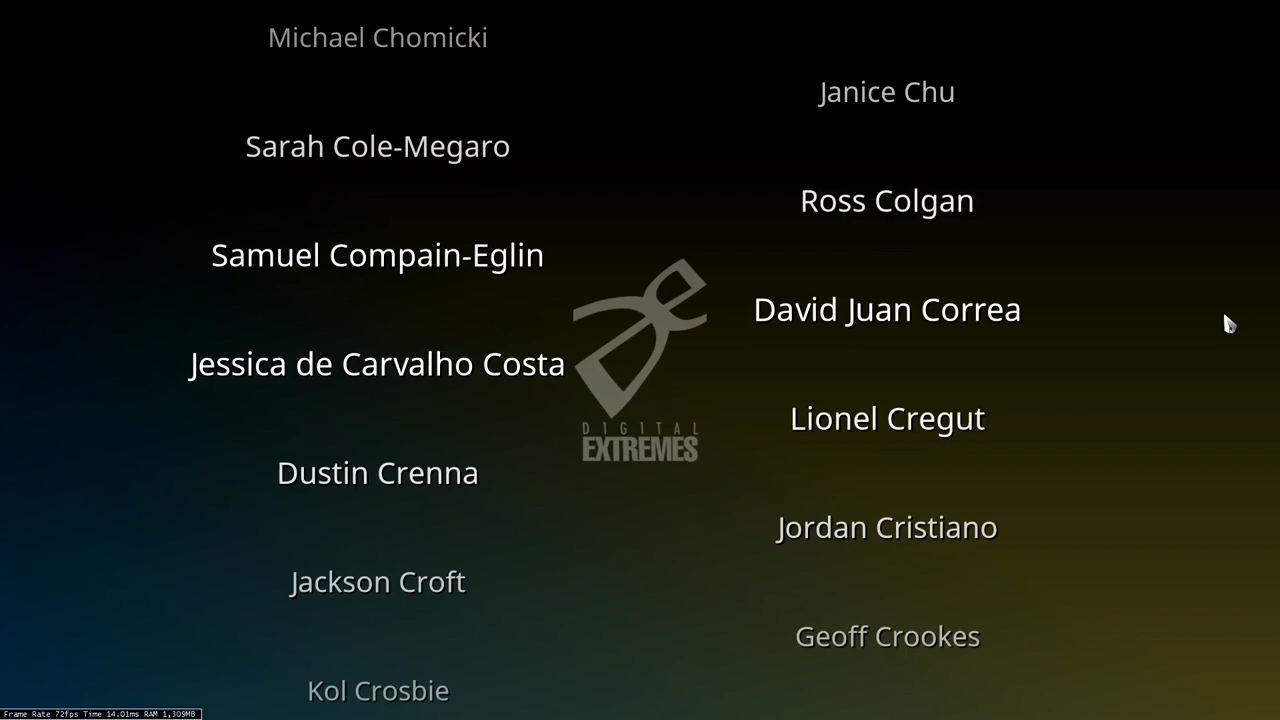 Michael Chomicki
Janice Chu
Sarah Cole-Megaro
Ross Colgan
Samuel Compain-Eglin
David Juan Correa
Jessica de Carvalho Costa
Lionel Cregut
DIGITAL
EXTREMES
Dustin Crenna
Jordan Cristiano
Jackson Croft
Geoff Crookes
Kol Crosbie
Frame Rate 72fps Time 14.01ms RAM 1,309MB